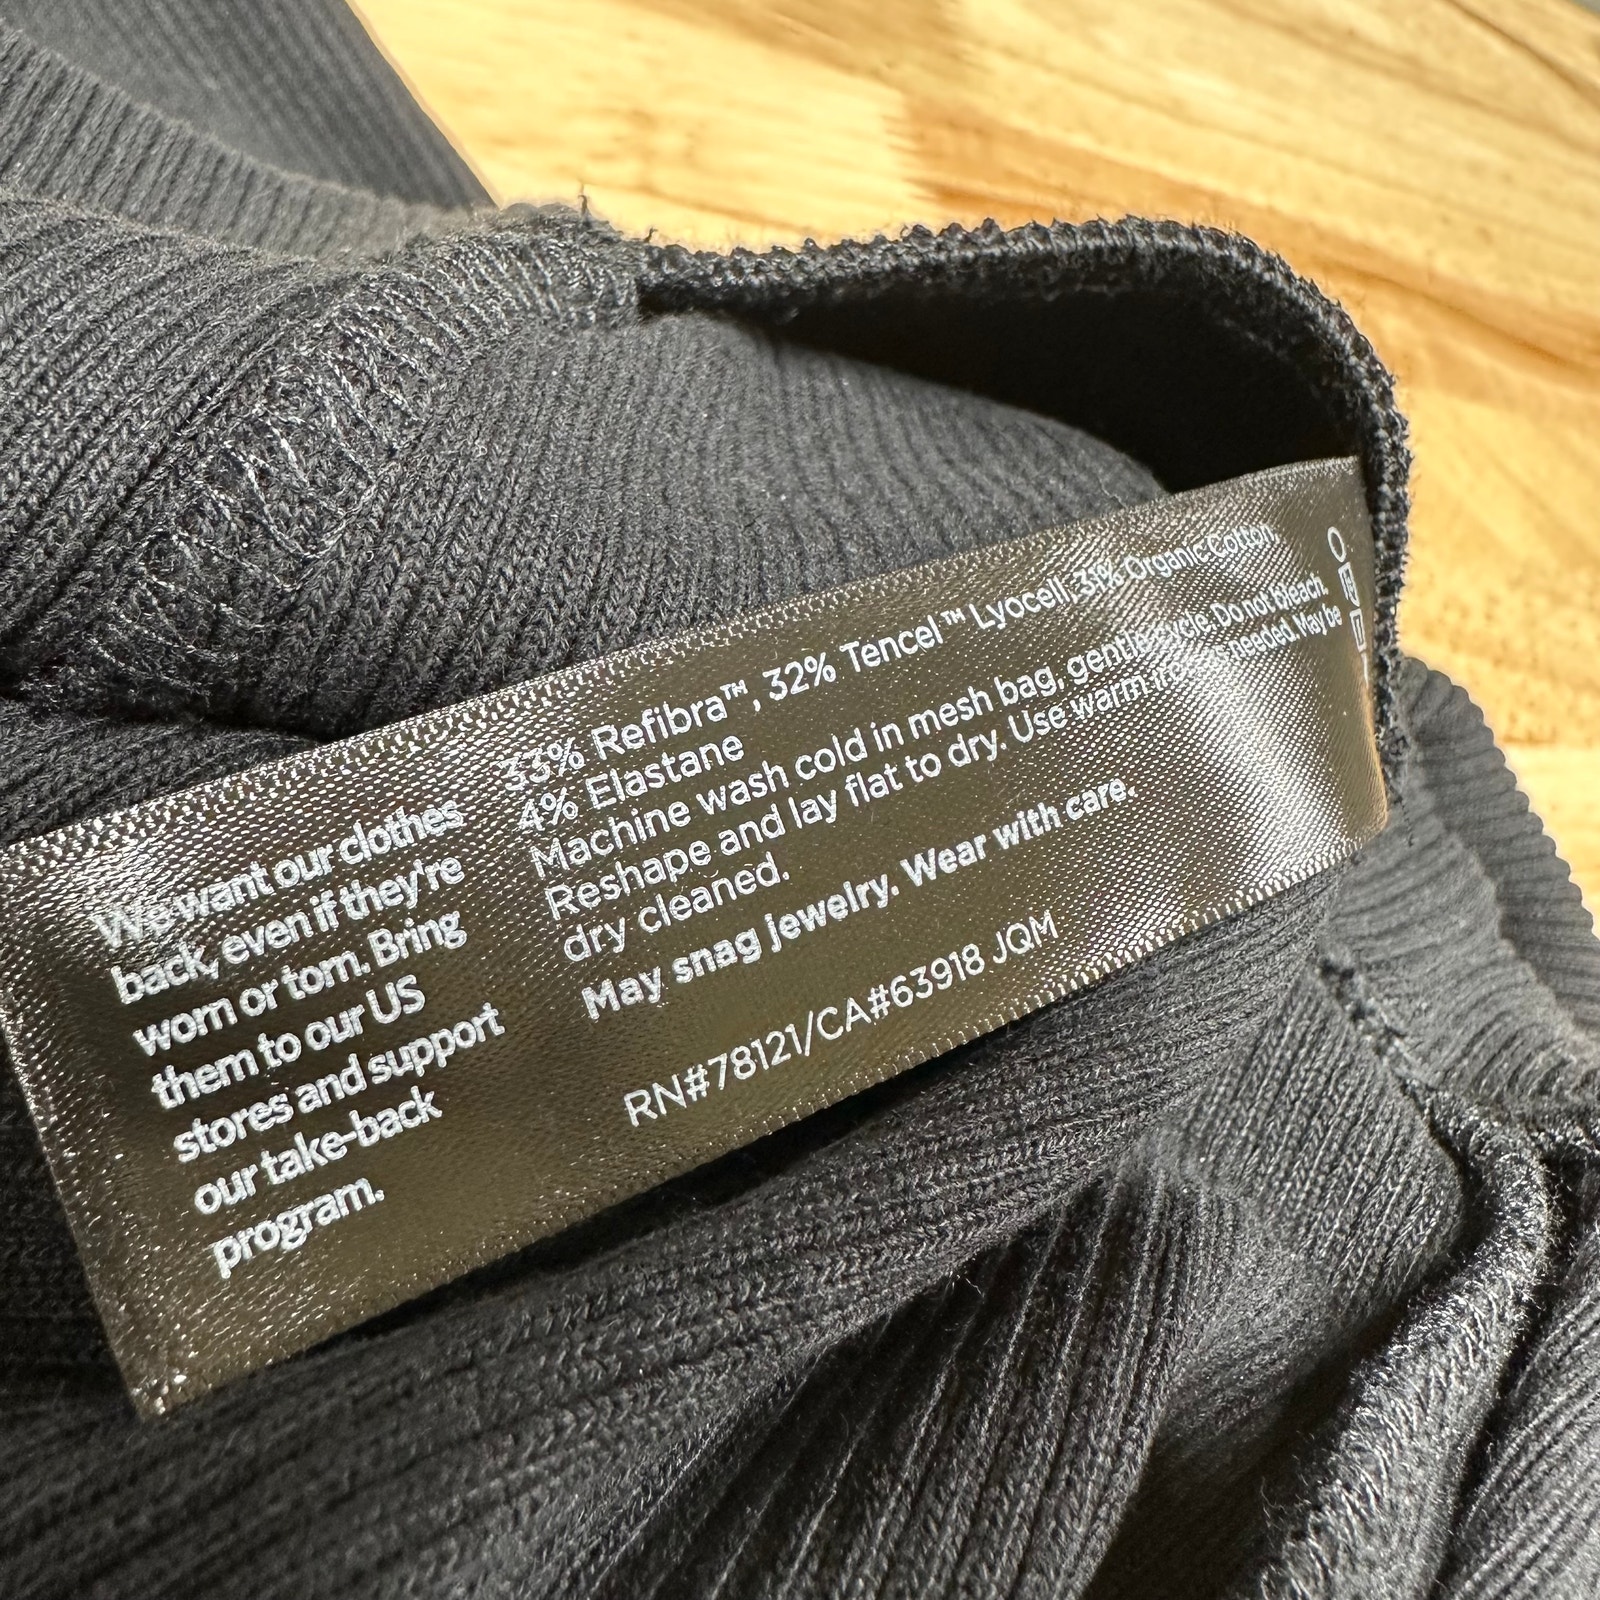 We want our clothes
back, even if they're
worn or torn. Bring
them to our US
stores and support
our take-back
program.
33% Refibra™, 32% Tencel™ Lyocell, 31% Organic Cotton
4% Elastane
Machine wash cold in mesh bag, gentle cycle. Do not bleach.
Reshape and lay flat to dry. Use warm iron as needed. May be
dry cleaned.
May snag jewelry. Wear with care.
RN#78121/CA#63918 JQM